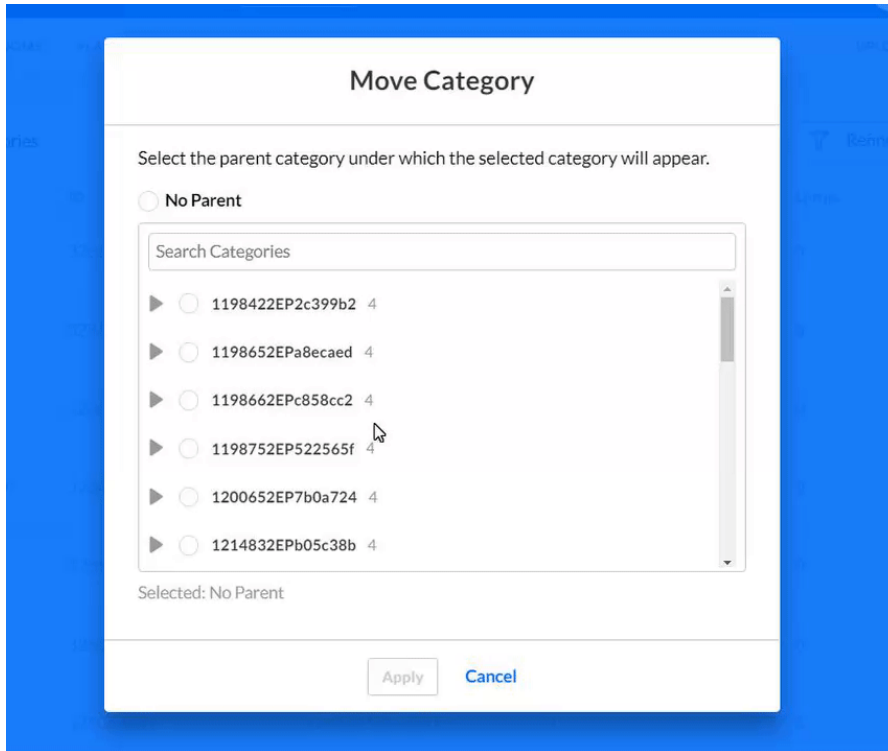 Move Category
Select the parent category under which the selected category will appear.
No Parent
Search Categories
1198422EP2c399b2 4
1198652EPa8ecaed 4
1198662EPc858cc2 4
1198752EP522565f 4
1200652EP7b0a724 4
1214832EPb05c38b 4
Selected: No Parent
Apply Cancel